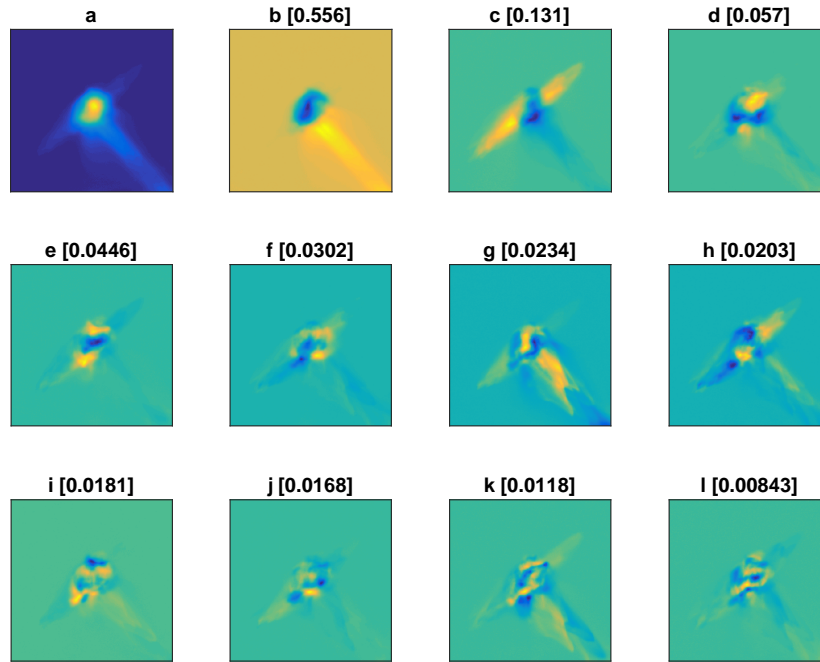 a
b [0.556]
c [0.131]
d [0.057]
e [0.0446]
f [0.0302]
g [0.0234]
h [0.0203]
i [0.0181]
j [0.0168]
k [0.0118]
l [0.00843]